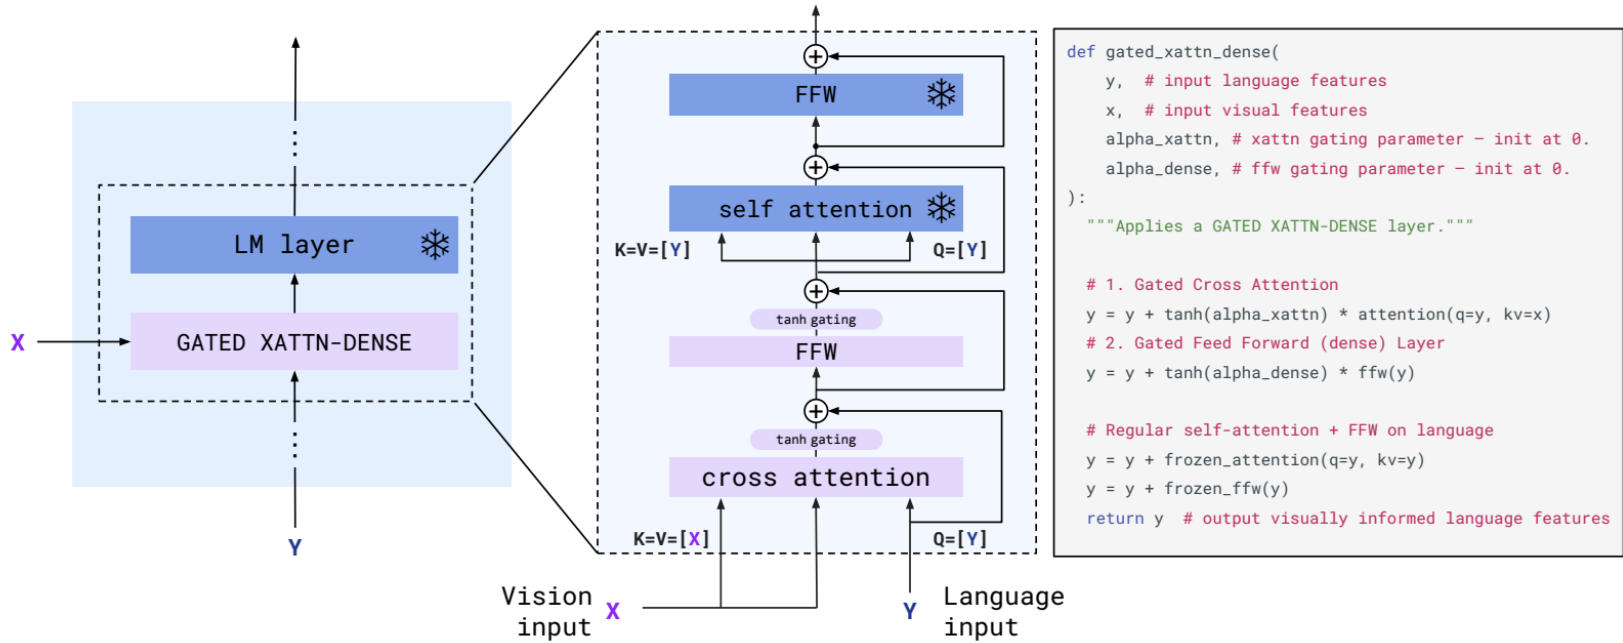 LM layer
X
GATED XATTN-DENSE
Y
FFW
self attention
K=V=[Y]
Q=[Y]
tanh gating
FFW
tanh gating
cross attention
K=V=[X]
Q=[Y]
Vision
input
X
Y
Language
input
def gated_xattn_dense(
    y,  # input language features
    x,  # input visual features
    alpha_xattn, # xattn gating parameter – init at 0.
    alpha_dense, # ffw gating parameter – init at 0.
):
  """Applies a GATED XATTN-DENSE layer."""
  # 1. Gated Cross Attention
  y = y + tanh(alpha_xattn) * attention(q=y, kv=x)
  # 2. Gated Feed Forward (dense) Layer
  y = y + tanh(alpha_dense) * ffw(y)
  # Regular self-attention + FFW on language
  y = y + frozen_attention(q=y, kv=y)
  y = y + frozen_ffw(y)
  return y  # output visually informed language features